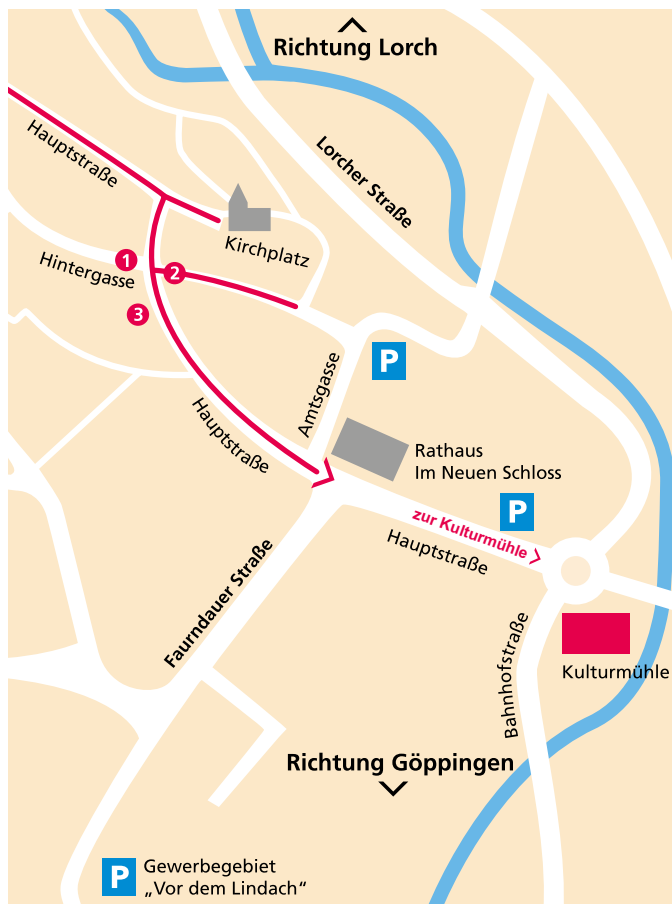 Richtung Lorch
Hauptstraße
Lorcher Straße
Kirchplatz
1
Hintergasse
2
3
P
Amtsgasse
Hauptstraße
Rathaus
Im Neuen Schloss
P
zur Kulturmühle
Hauptstraße
Faurndauer Straße
Bahnhofstraße
Kulturmühle
Richtung Göppingen
P
Gewerbegebiet
„Vor dem Lindach“